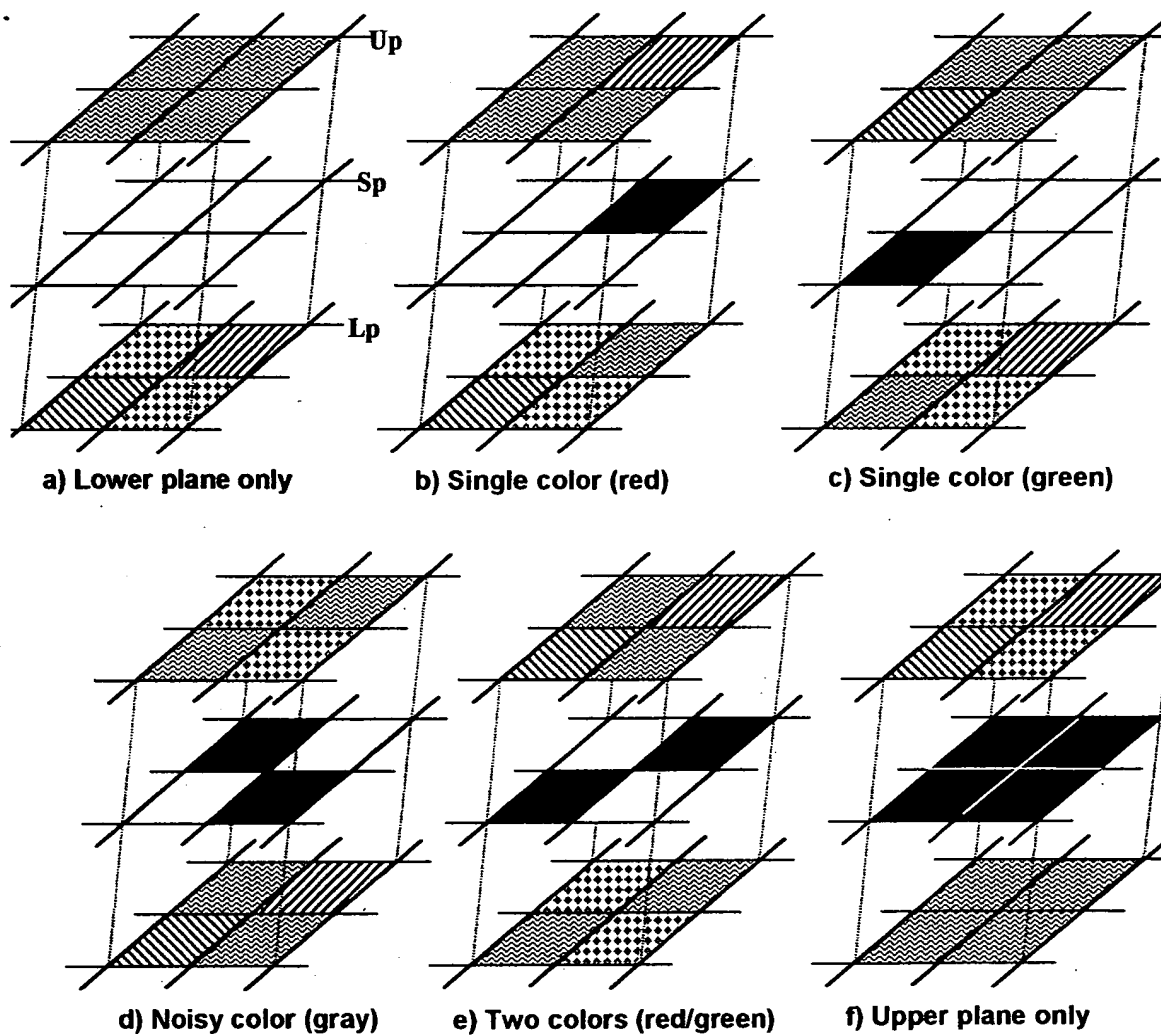 Up
Sp
Lp
a) Lower plane only
b) Single color (red)
c) Single color (green)
d) Noisy color (gray)
e) Two colors (red/green)
f) Upper plane only